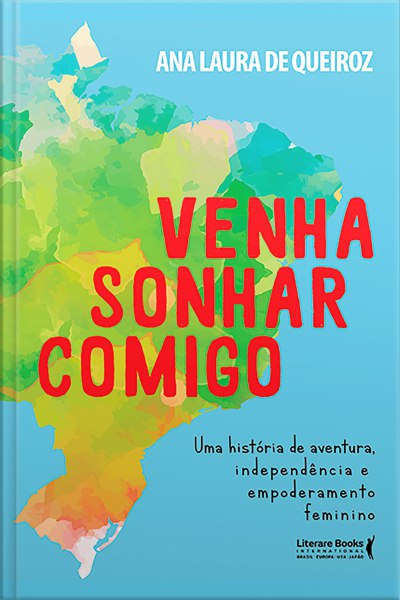 ANA LAURA DE QUEIROZ
VENHA
SONHAR
COMIGO
Uma história de aventura,
independência e
empoderamento
feminino
Literare Books
INTERNATIONAL
BRASIL · EUROPA · USA · JAPÃO